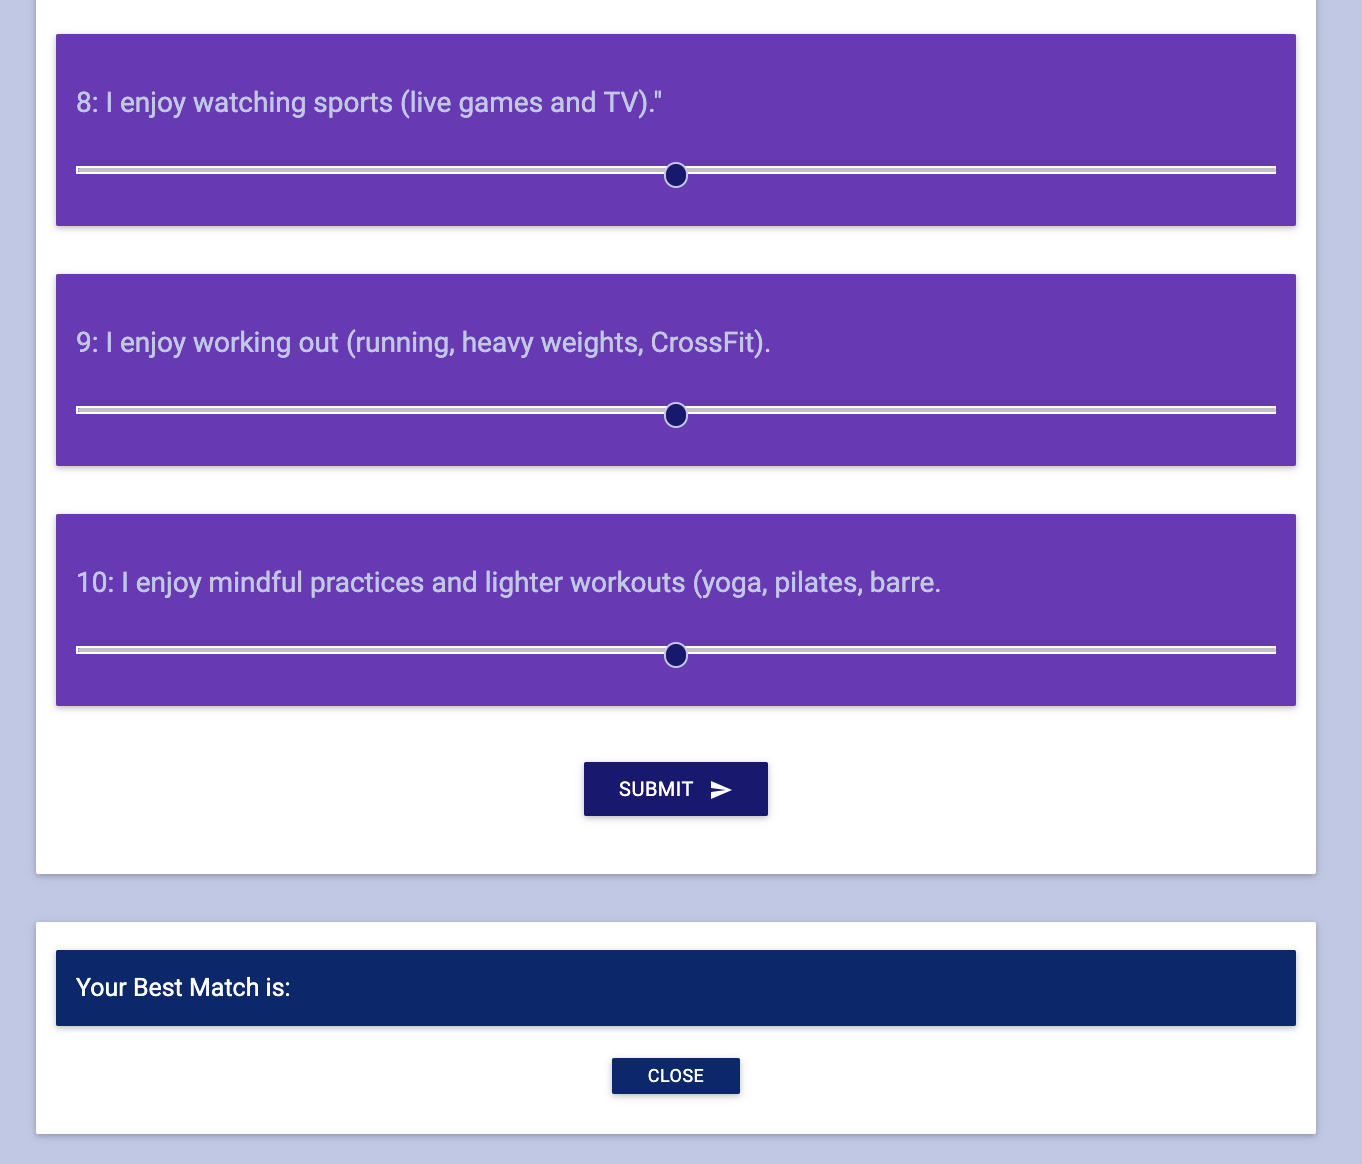 8: I enjoy watching sports (live games and TV)."
9: I enjoy working out (running, heavy weights, CrossFit).
10: I enjoy mindful practices and lighter workouts (yoga, pilates, barre.
SUBMIT
Your Best Match is:
CLOSE